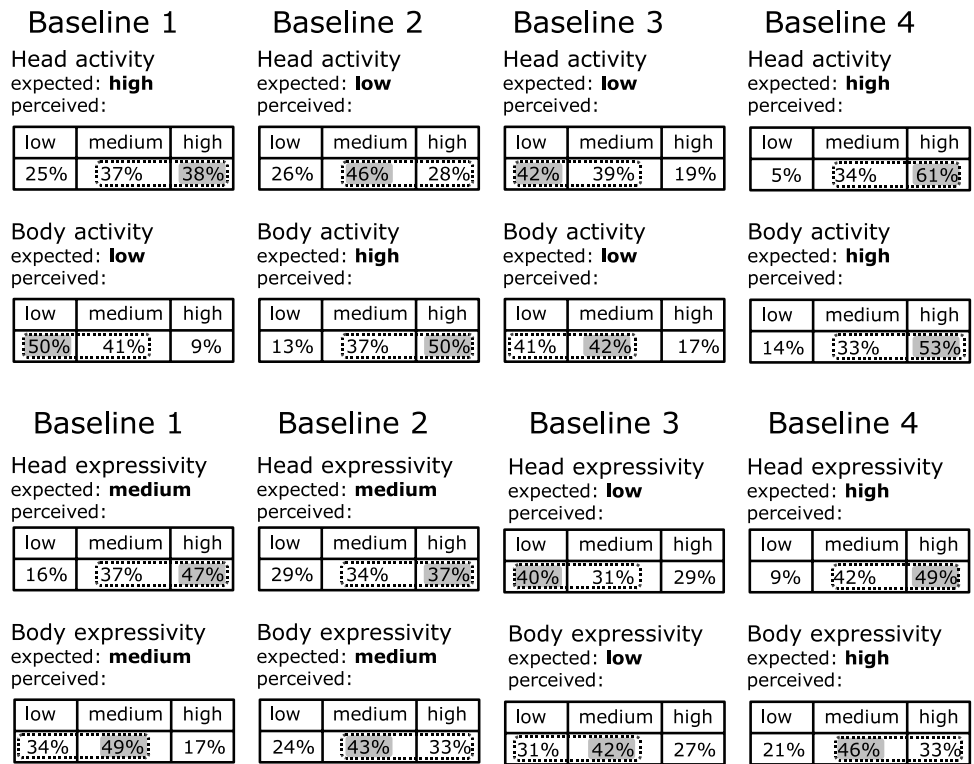 Baseline 1 Baseline 2 Baseline 3 Baseline 4
Head activity Head activity Head activity Head activity
expected: high expected: low expected: low expected: high
perceived: perceived: perceived: perceived:
low medium high low medium high low medium high low medium high
25% 37% 38% 26% 46% 28% 42% 39% 19% 5% 34% 61%
Body activity Body activity Body activity Body activity
expected: low expected: high expected: low expected: high
perceived: perceived: perceived: perceived:
low medium high low medium high low medium high low medium high
50% 41% 9% 13% 37% 50% 41% 42% 17% 14% 33% 53%
Baseline 1 Baseline 2 Baseline 3 Baseline 4
Head expressivity Head expressivity Head expressivity Head expressivity
expected: medium expected: medium expected: low expected: high
perceived: perceived: perceived: perceived:
low medium high low medium high low medium high low medium high
16% 37% 47% 29% 34% 37% 40% 31% 29% 9% 42% 49%
Body expressivity Body expressivity Body expressivity Body expressivity
expected: medium expected: medium expected: low expected: high
perceived: perceived: perceived: perceived:
low medium high low medium high low medium high low medium high
34% 49% 17% 24% 43% 33% 31% 42% 27% 21% 46% 33%